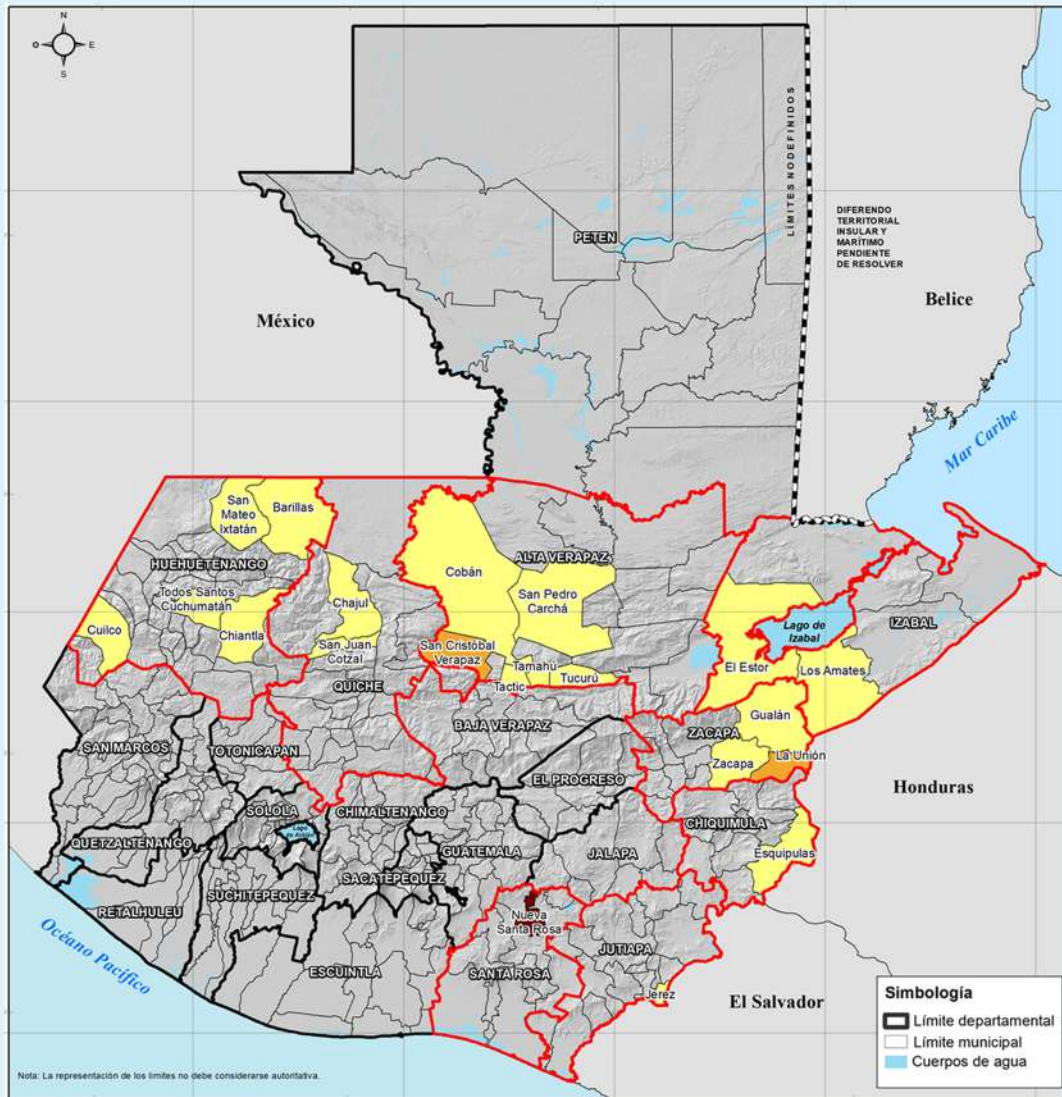 N
O
E
S
LÍMITES NO DEFINIDOS
DIFERENDO
TERRITORIAL
INSULAR Y
MARÍTIMO
PENDIENTE
DE RESOLVER
PETEN
Belice
México
Mar Caribe
San
Mateo
Ixtatán
Barillas
HUEHUETENANGO
ALTA VERAPAZ
Cobán
Todos Santos
Cuchumatán
Chajul
San Pedro
Carchá
Lago de
Izabal
IZABAL
Cuilco
Chiantla
San Juan
Cotzal
San Cristóbal
Verapaz
Tamahú
Tactic
Tucurú
El Estor
Los Amates
QUICHE
BAJA VERAPAZ
Gualán
SAN MARCOS
TOTONICAPAN
ZACAPA
Zacapa
La Unión
EL PROGRESO
Honduras
SOLOLA
Lago
de Atitlán
CHIMALTENANGO
CHIQUIMULA
QUETZALTENANGO
GUATEMALA
JALAPA
Esquipulas
SACATEPEQUEZ
SUCHITEPEQUEZ
RETALHULEU
Nueva
Santa Rosa
JUTIAPA
Océano Pacífico
ESCUINTLA
SANTA ROSA
Jerez
El Salvador
Simbología
Límite departamental
Límite municipal
Cuerpos de agua
Nota: La representación de los límites no debe considerarse autoritativa.